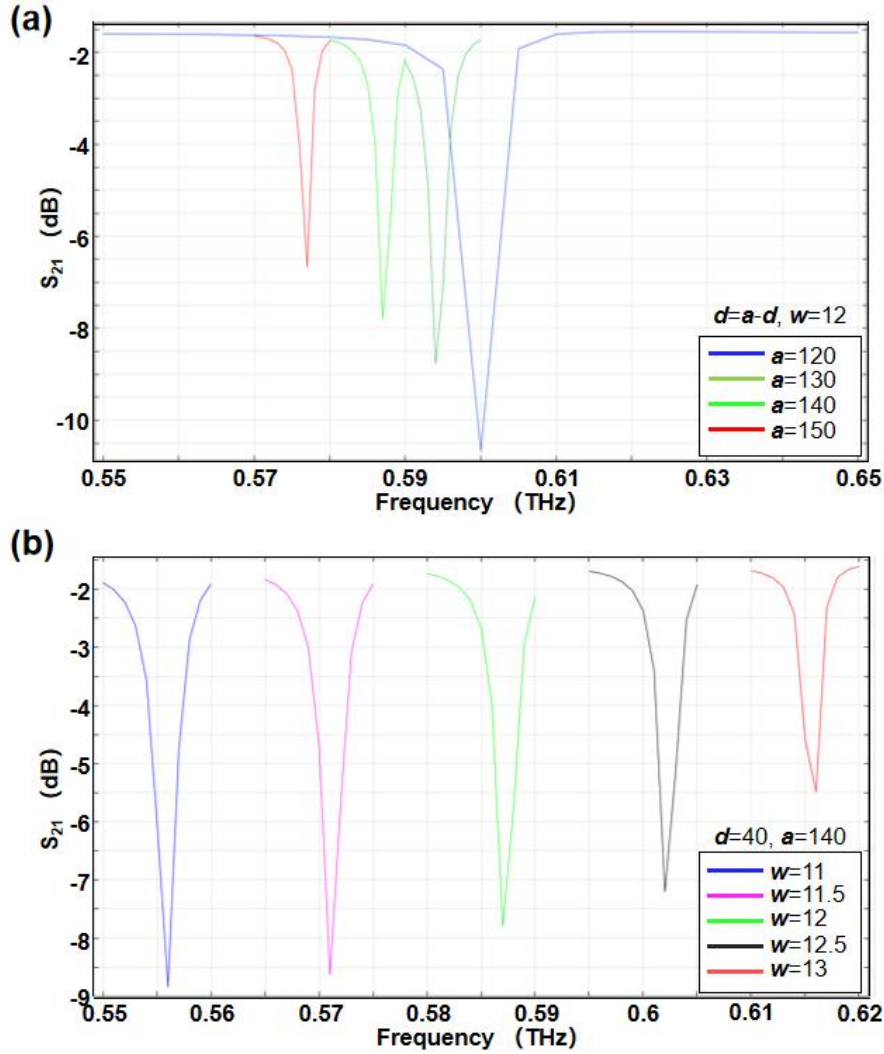 (a)
-2
-4
-6
-8
-10
S21 (dB)
d=a-d, w=12
a=120
a=130
a=140
a=150
0.55 0.57 0.59 0.61 0.63 0.65
Frequency (THz)
(b)
-2
-3
-4
-5
-6
-7
-8
-9
S21 (dB)
d=40, a=140
w=11
w=11.5
w=12
w=12.5
w=13
0.55 0.56 0.57 0.58 0.59 0.6 0.61 0.62
Frequency (THz)